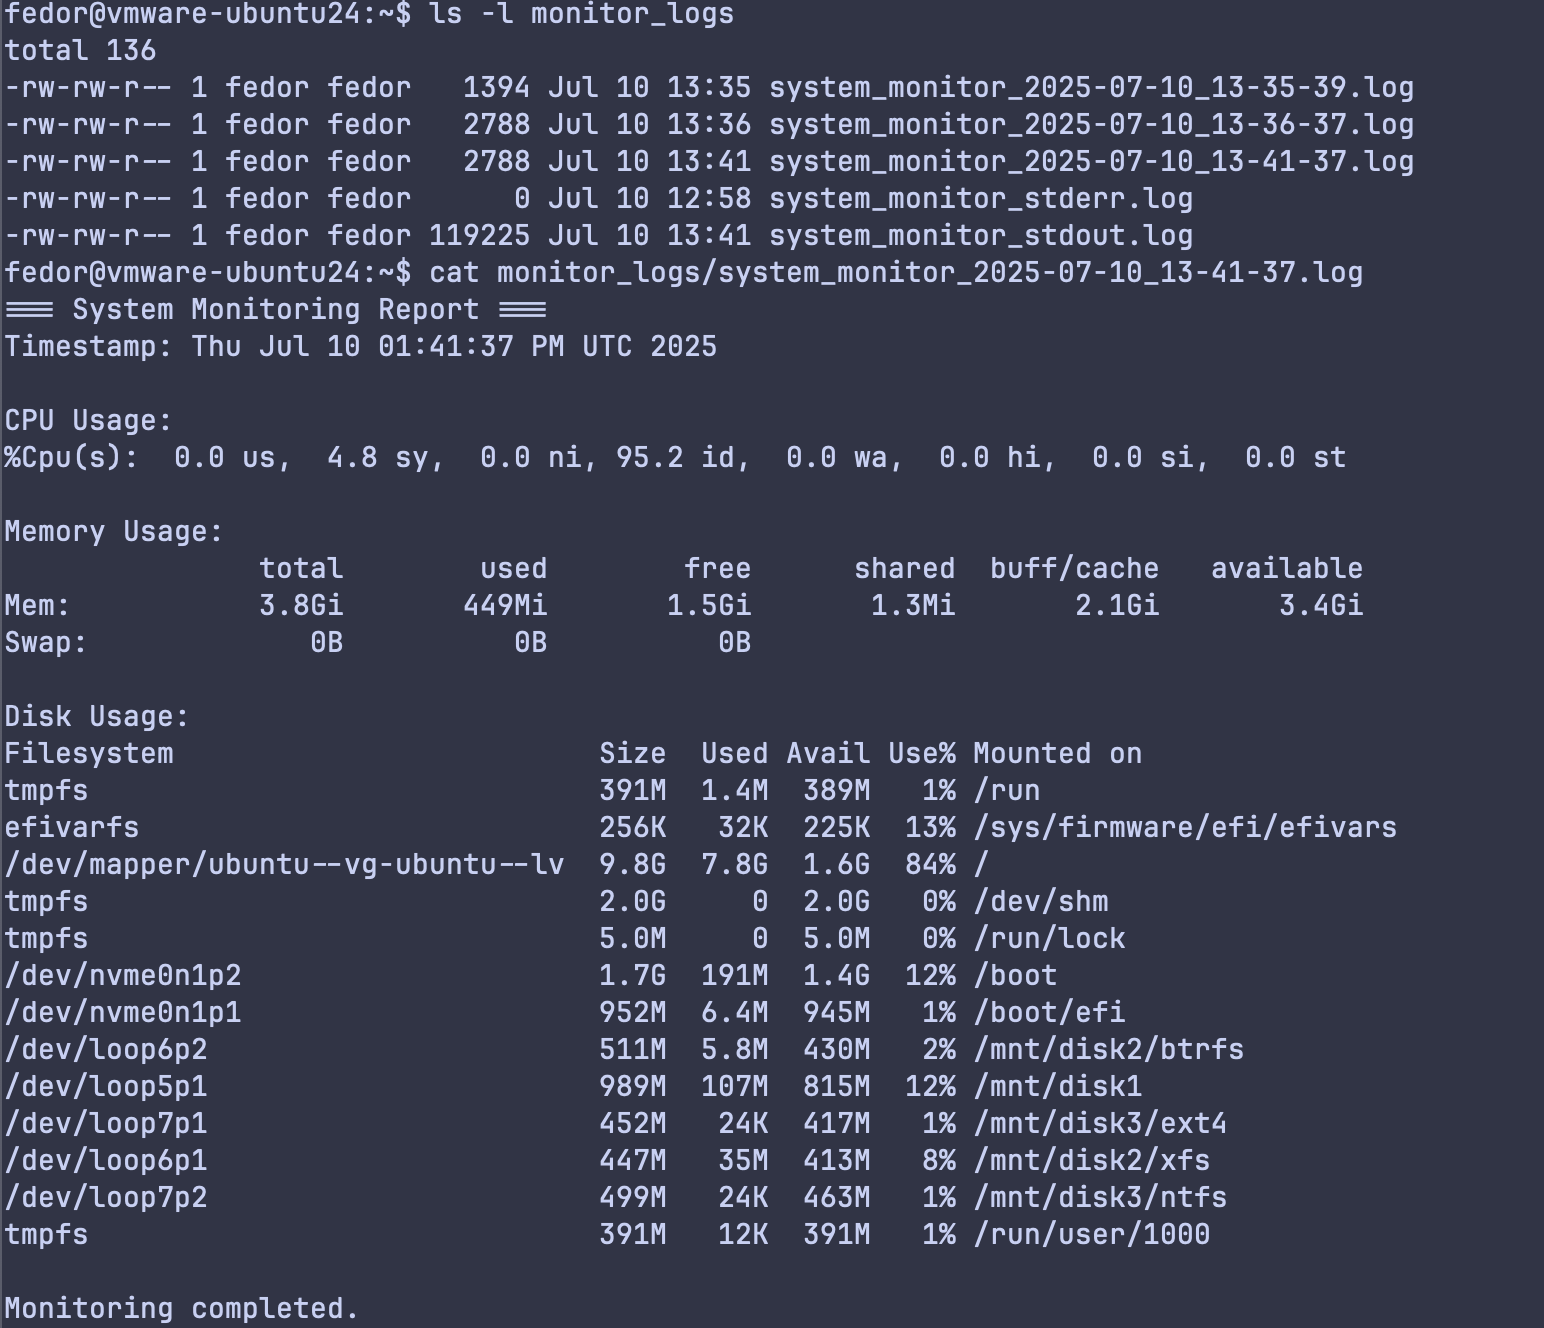 fedor@vmware-ubuntu24:~$ ls -l monitor_logs
total 136
-rw-rw-r-- 1 fedor fedor   1394 Jul 10 13:35 system_monitor_2025-07-10_13-35-39.log
-rw-rw-r-- 1 fedor fedor   2788 Jul 10 13:36 system_monitor_2025-07-10_13-36-37.log
-rw-rw-r-- 1 fedor fedor   2788 Jul 10 13:41 system_monitor_2025-07-10_13-41-37.log
-rw-rw-r-- 1 fedor fedor      0 Jul 10 12:58 system_monitor_stderr.log
-rw-rw-r-- 1 fedor fedor 119225 Jul 10 13:41 system_monitor_stdout.log
fedor@vmware-ubuntu24:~$ cat monitor_logs/system_monitor_2025-07-10_13-41-37.log
=== System Monitoring Report ===
Timestamp: Thu Jul 10 01:41:37 PM UTC 2025

CPU Usage:
%Cpu(s):  0.0 us,  4.8 sy,  0.0 ni, 95.2 id,  0.0 wa,  0.0 hi,  0.0 si,  0.0 st

Memory Usage:
               total        used        free      shared  buff/cache   available
Mem:           3.8Gi       449Mi       1.5Gi       1.3Mi       2.1Gi       3.4Gi
Swap:             0B          0B          0B

Disk Usage:
Filesystem                         Size  Used Avail Use% Mounted on
tmpfs                              391M  1.4M  389M   1% /run
efivarfs                           256K   32K  225K  13% /sys/firmware/efi/efivars
/dev/mapper/ubuntu--vg-ubuntu--lv  9.8G  7.8G  1.6G  84% /
tmpfs                              2.0G     0  2.0G   0% /dev/shm
tmpfs                              5.0M     0  5.0M   0% /run/lock
/dev/nvme0n1p2                     1.7G  191M  1.4G  12% /boot
/dev/nvme0n1p1                     952M  6.4M  945M   1% /boot/efi
/dev/loop6p2                       511M  5.8M  430M   2% /mnt/disk2/btrfs
/dev/loop5p1                       989M  107M  815M  12% /mnt/disk1
/dev/loop7p1                       452M   24K  417M   1% /mnt/disk3/ext4
/dev/loop6p1                       447M   35M  413M   8% /mnt/disk2/xfs
/dev/loop7p2                       499M   24K  463M   1% /mnt/disk3/ntfs
tmpfs                              391M   12K  391M   1% /run/user/1000

Monitoring completed.